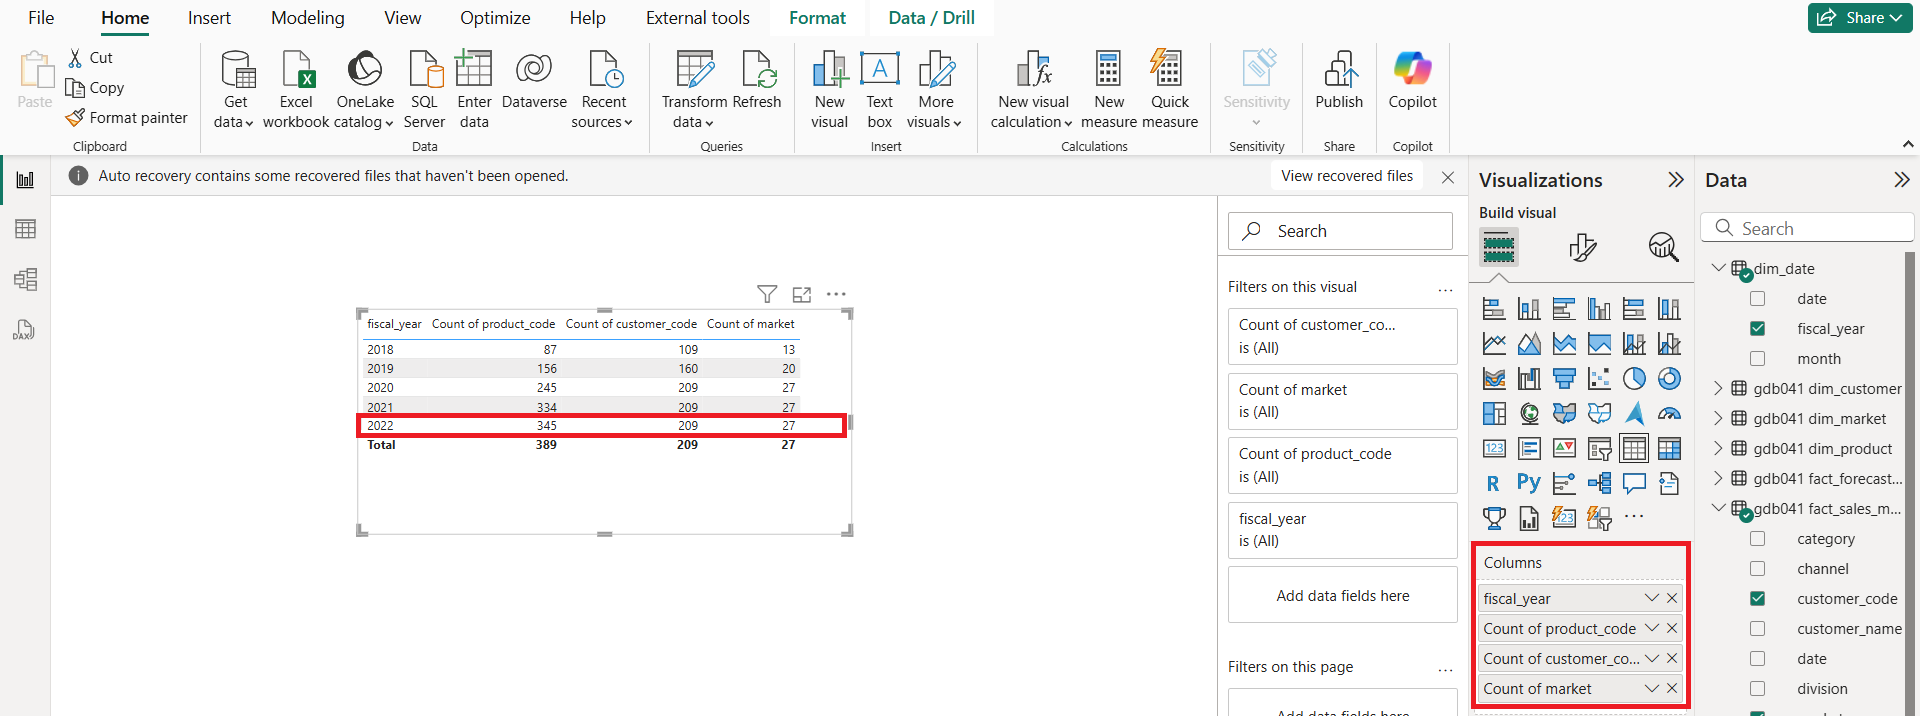 File Home Insert Modeling View Optimize Help External tools Format Data / Drill Share
Paste
Cut
Copy
Format painter
Clipboard
Get data
Excel workbook
OneLake catalog
SQL Server
Enter data
Dataverse
Recent sources
Data
Transform data
Refresh
Queries
New visual
A
Text box
More visuals
Insert
fx
New visual calculation
New measure
Quick measure
Calculations
Sensitivity
Sensitivity
Publish
Share
Copilot
Copilot
DAX
Auto recovery contains some recovered files that haven't been opened. View recovered files
fiscal_year Count of product_code Count of customer_code Count of market
2018 87 109 13
2019 156 160 20
2020 245 209 27
2021 334 209 27
2022 345 209 27
Total 389 209 27
Search
Filters on this visual ...
Count of customer_co...
is (All)
Count of market
is (All)
Count of product_code
is (All)
fiscal_year
is (All)
Add data fields here
Filters on this page ...
Add data fields here
Visualizations
Build visual
123
R Py
123
...
Columns
fiscal_year
Count of product_code
Count of customer_co...
Count of market
Data
Search
dim_date
date
fiscal_year
month
gdb041 dim_customer
gdb041 dim_market
gdb041 dim_product
gdb041 fact_forecast...
gdb041 fact_sales_m...
category
channel
customer_code
customer_name
date
division